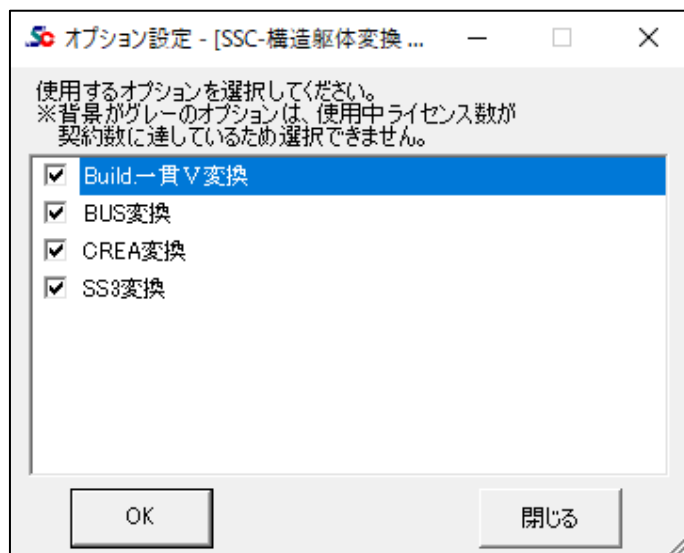 Sc オプション設定 - [SSC-構造躯体変換 ...
使用するオプションを選択してください。
※背景がグレーのオプションは、使用中ライセンス数が
契約数に達しているため選択できません。
Build.一貫Ⅴ変換
BUS変換
CREA変換
SS3変換
OK
閉じる